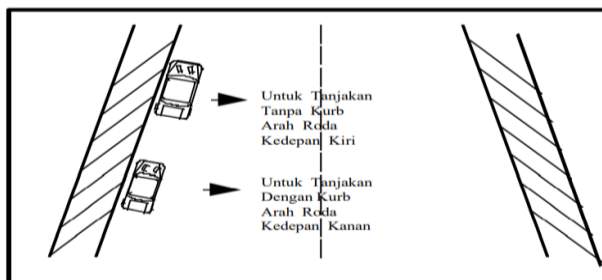 Untuk Tanjakan
Tanpa Kurb
Arah Roda
Kedepan Kiri
Untuk Tanjakan
Dengan Kurb
Arah Roda
Kedepan Kanan